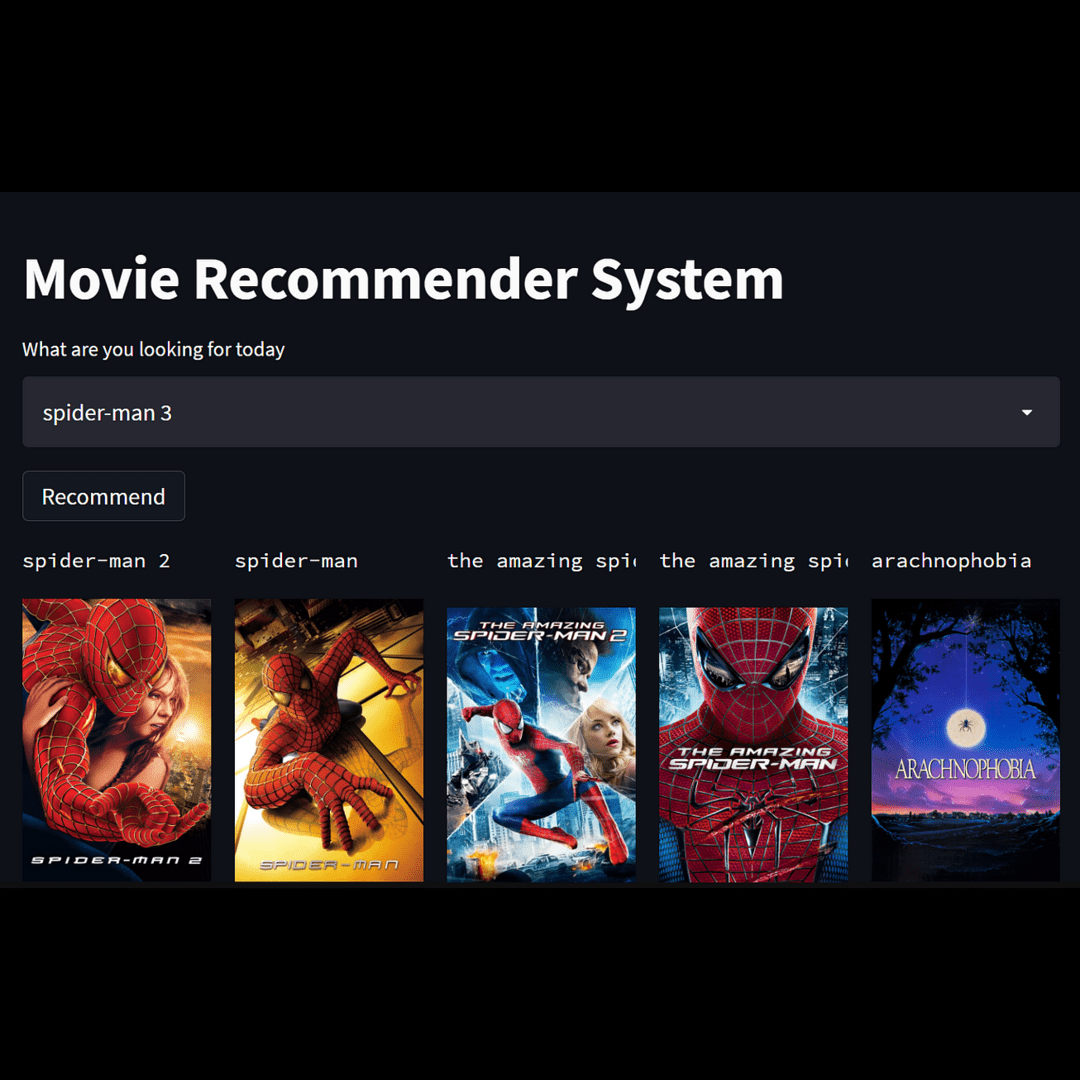 Movie Recommender System
What are you looking for today
spider-man 3
Recommend
spider-man 2
spider-man
the amazing spi
the amazing spi
arachnophobia
SPIDER-MAN 2
SPIDER-MAN
THE AMAZING
SPIDER-MAN 2
THE AMAZING
SPIDER-MAN
ARACHNOPHOBIA